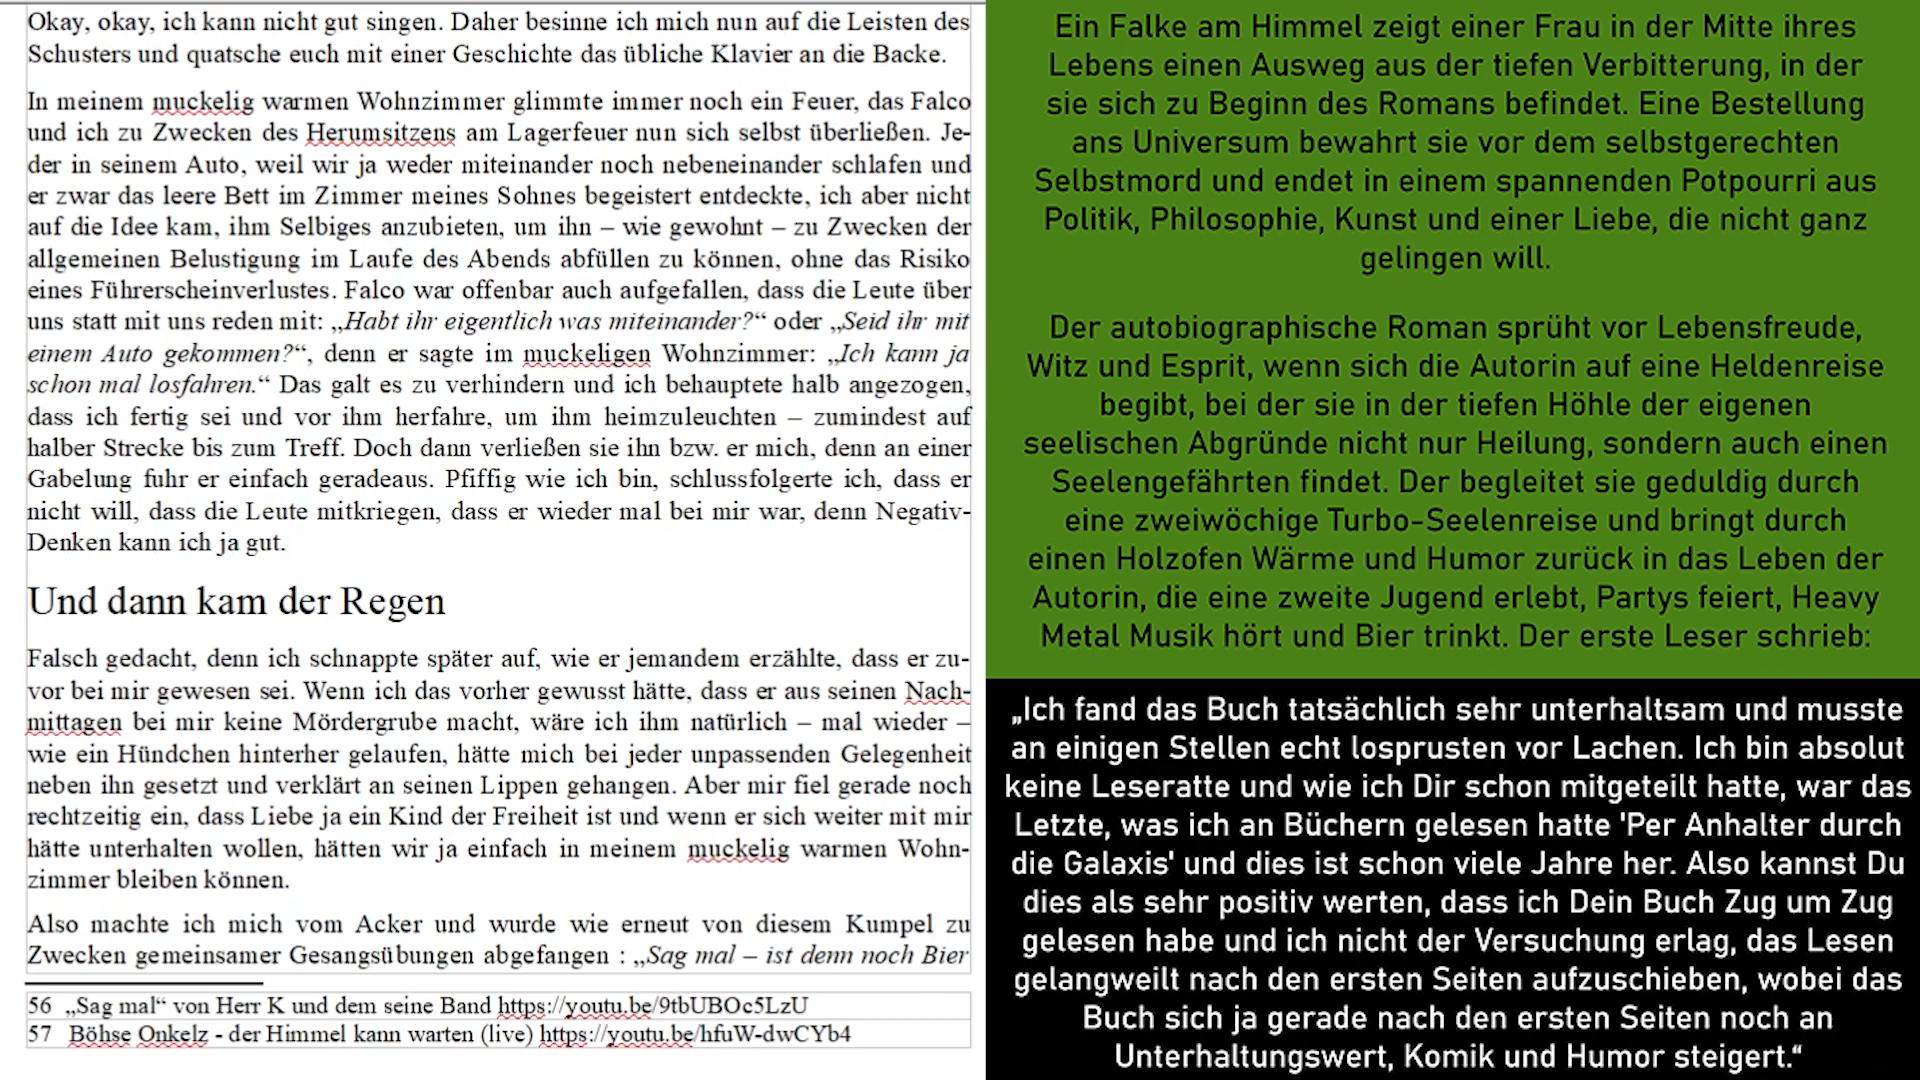 Okay, okay, ich kann nicht gut singen. Daher besinne ich mich nun auf die Leisten des
Schusters und quatsche euch mit einer Geschichte das übliche Klavier an die Backe.
In meinem muckelig warmen Wohnzimmer glimmte immer noch ein Feuer, das Falco
und ich zu Zwecken des Herumsitzens am Lagerfeuer nun sich selbst überließen. Je-
der in seinem Auto, weil wir ja weder miteinander noch nebeneinander schlafen und
er zwar das leere Bett im Zimmer meines Sohnes begeistert entdeckte, ich aber nicht
auf die Idee kam, ihm Selbiges anzubieten, um ihn – wie gewohnt – zu Zwecken der
allgemeinen Belustigung im Laufe des Abends abfüllen zu können, ohne das Risiko
eines Führerscheinverlustes. Falco war offenbar auch aufgefallen, dass die Leute über
uns statt mit uns reden mit: „Habt ihr eigentlich was miteinander?“ oder „Seid ihr mit
einem Auto gekommen?“, denn er sagte im muckeligen Wohnzimmer: „Ich kann ja
schon mal losfahren.“ Das galt es zu verhindern und ich behauptete halb angezogen,
dass ich fertig sei und vor ihm herfahre, um ihm heimzuleuchten – zumindest auf
halber Strecke bis zum Treff. Doch dann verließen sie ihn bzw. er mich, denn an einer
Gabelung fuhr er einfach geradeaus. Pfiffig wie ich bin, schlussfolgerte ich, dass er
nicht will, dass die Leute mitkriegen, dass er wieder mal bei mir war, denn Negativ-
Denken kann ich ja gut.
Und dann kam der Regen
Falsch gedacht, denn ich schnappte später auf, wie er jemandem erzählte, dass er zu-
vor bei mir gewesen sei. Wenn ich das vorher gewusst hätte, dass er aus seinen Nach-
mittagen bei mir keine Mördergrube macht, wäre ich ihm natürlich – mal wieder –
wie ein Hündchen hinterher gelaufen, hätte mich bei jeder unpassenden Gelegenheit
neben ihn gesetzt und verklärt an seinen Lippen gehangen. Aber mir fiel gerade noch
rechtzeitig ein, dass Liebe ja ein Kind der Freiheit ist und wenn er sich weiter mit mir
hätte unterhalten wollen, hätten wir ja einfach in meinem muckelig warmen Wohn-
zimmer bleiben können.
Also machte ich mich vom Acker und wurde wie erneut von diesem Kumpel zu
Zwecken gemeinsamer Gesangsübungen abgefangen : „Sag mal – ist denn noch Bier
56 „Sag mal“ von Herr K und dem seine Band https://youtu.be/9tbUBOc5LzU
57 Böhse Onkelz - der Himmel kann warten (live) https://youtu.be/hfuW-dwCYb4
Ein Falke am Himmel zeigt einer Frau in der Mitte ihres
Lebens einen Ausweg aus der tiefen Verbitterung, in der
sie sich zu Beginn des Romans befindet. Eine Bestellung
ans Universum bewahrt sie vor dem selbstgerechten
Selbstmord und endet in einem spannenden Potpourri aus
Politik, Philosophie, Kunst und einer Liebe, die nicht ganz
gelingen will.
Der autobiographische Roman sprüht vor Lebensfreude,
Witz und Esprit, wenn sich die Autorin auf eine Heldenreise
begibt, bei der sie in der tiefen Höhle der eigenen
seelischen Abgründe nicht nur Heilung, sondern auch einen
Seelengefährten findet. Der begleitet sie geduldig durch
eine zweiwöchige Turbo-Seelenreise und bringt durch
einen Holzofen Wärme und Humor zurück in das Leben der
Autorin, die eine zweite Jugend erlebt, Partys feiert, Heavy
Metal Musik hört und Bier trinkt. Der erste Leser schrieb:
„Ich fand das Buch tatsächlich sehr unterhaltsam und musste
an einigen Stellen echt losprusten vor Lachen. Ich bin absolut
keine Leseratte und wie ich Dir schon mitgeteilt hatte, war das
Letzte, was ich an Büchern gelesen hatte 'Per Anhalter durch
die Galaxis' und dies ist schon viele Jahre her. Also kannst Du
dies als sehr positiv werten, dass ich Dein Buch Zug um Zug
gelesen habe und ich nicht der Versuchung erlag, das Lesen
gelangweilt nach den ersten Seiten aufzuschieben, wobei das
Buch sich ja gerade nach den ersten Seiten noch an
Unterhaltungswert, Komik und Humor steigert.“